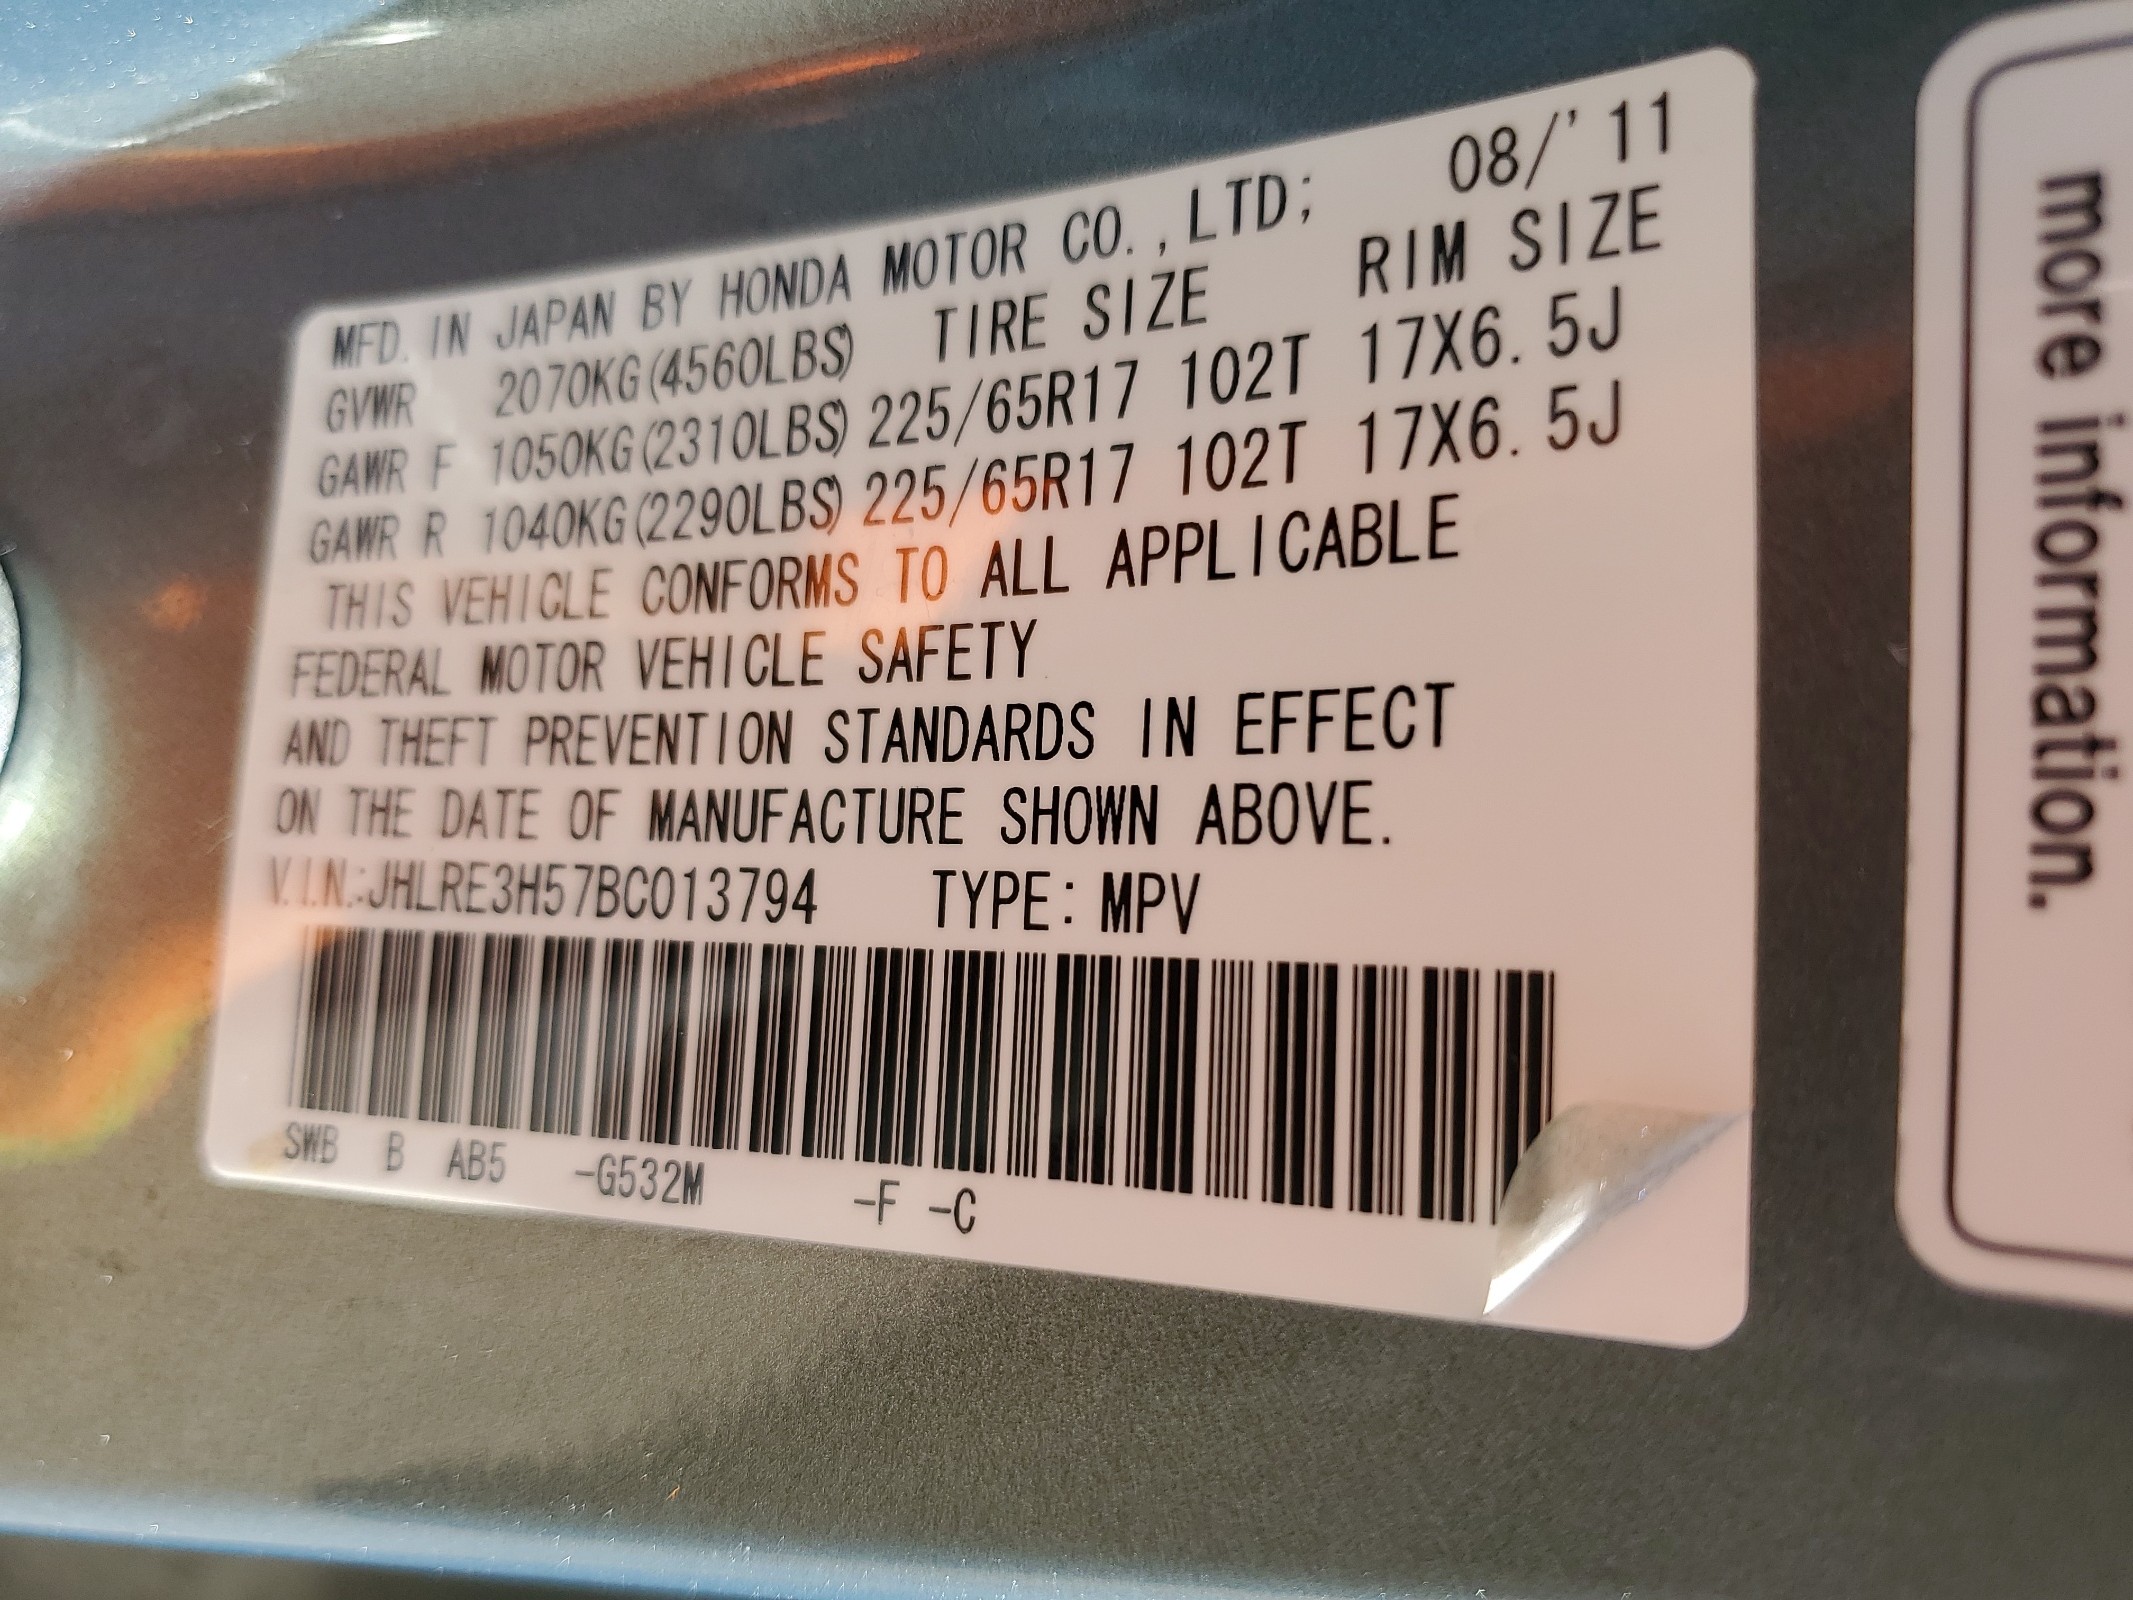 MFD. IN JAPAN BY HONDA MOTOR CO.,LTD; 08/'11
GVWR 2070KG(4560LBS) TIRE SIZE RIM SIZE
GAWR F 1050KG(2310LBS) 225/65R17 102T 17X6.5J
GAWR R 1040KG(2290LBS) 225/65R17 102T 17X6.5J
THIS VEHICLE CONFORMS TO ALL APPLICABLE
FEDERAL MOTOR VEHICLE SAFETY
AND THEFT PREVENTION STANDARDS IN EFFECT
ON THE DATE OF MANUFACTURE SHOWN ABOVE.
V.I.N.:JHLRE3H57BC013794 TYPE: MPV
SWB B AB5 -G532M -F -C
more information.